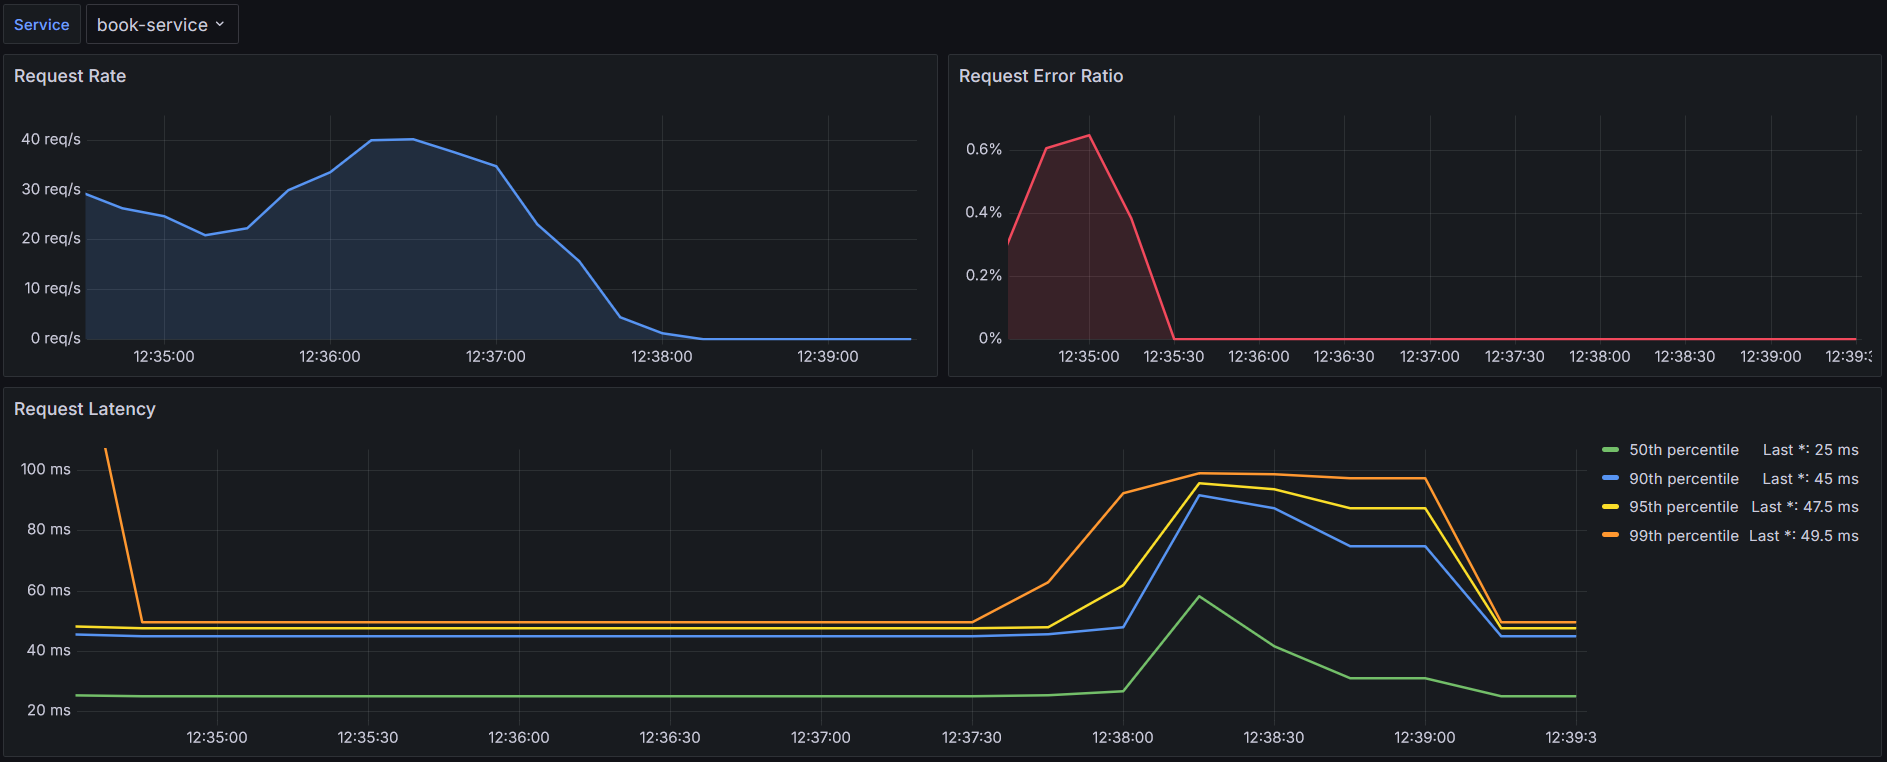 Service book-service
Request Rate
40 req/s
30 req/s
20 req/s
10 req/s
0 req/s
12:35:00 12:36:00 12:37:00 12:38:00 12:39:00
Request Error Ratio
0.6%
0.4%
0.2%
0%
12:35:00 12:35:30 12:36:00 12:36:30 12:37:00 12:37:30 12:38:00 12:38:30 12:39:00 12:39:3
Request Latency
100 ms
80 ms
60 ms
40 ms
20 ms
12:35:00 12:35:30 12:36:00 12:36:30 12:37:00 12:37:30 12:38:00 12:38:30 12:39:00 12:39:3
50th percentile Last *: 25 ms
90th percentile Last *: 45 ms
95th percentile Last *: 47.5 ms
99th percentile Last *: 49.5 ms